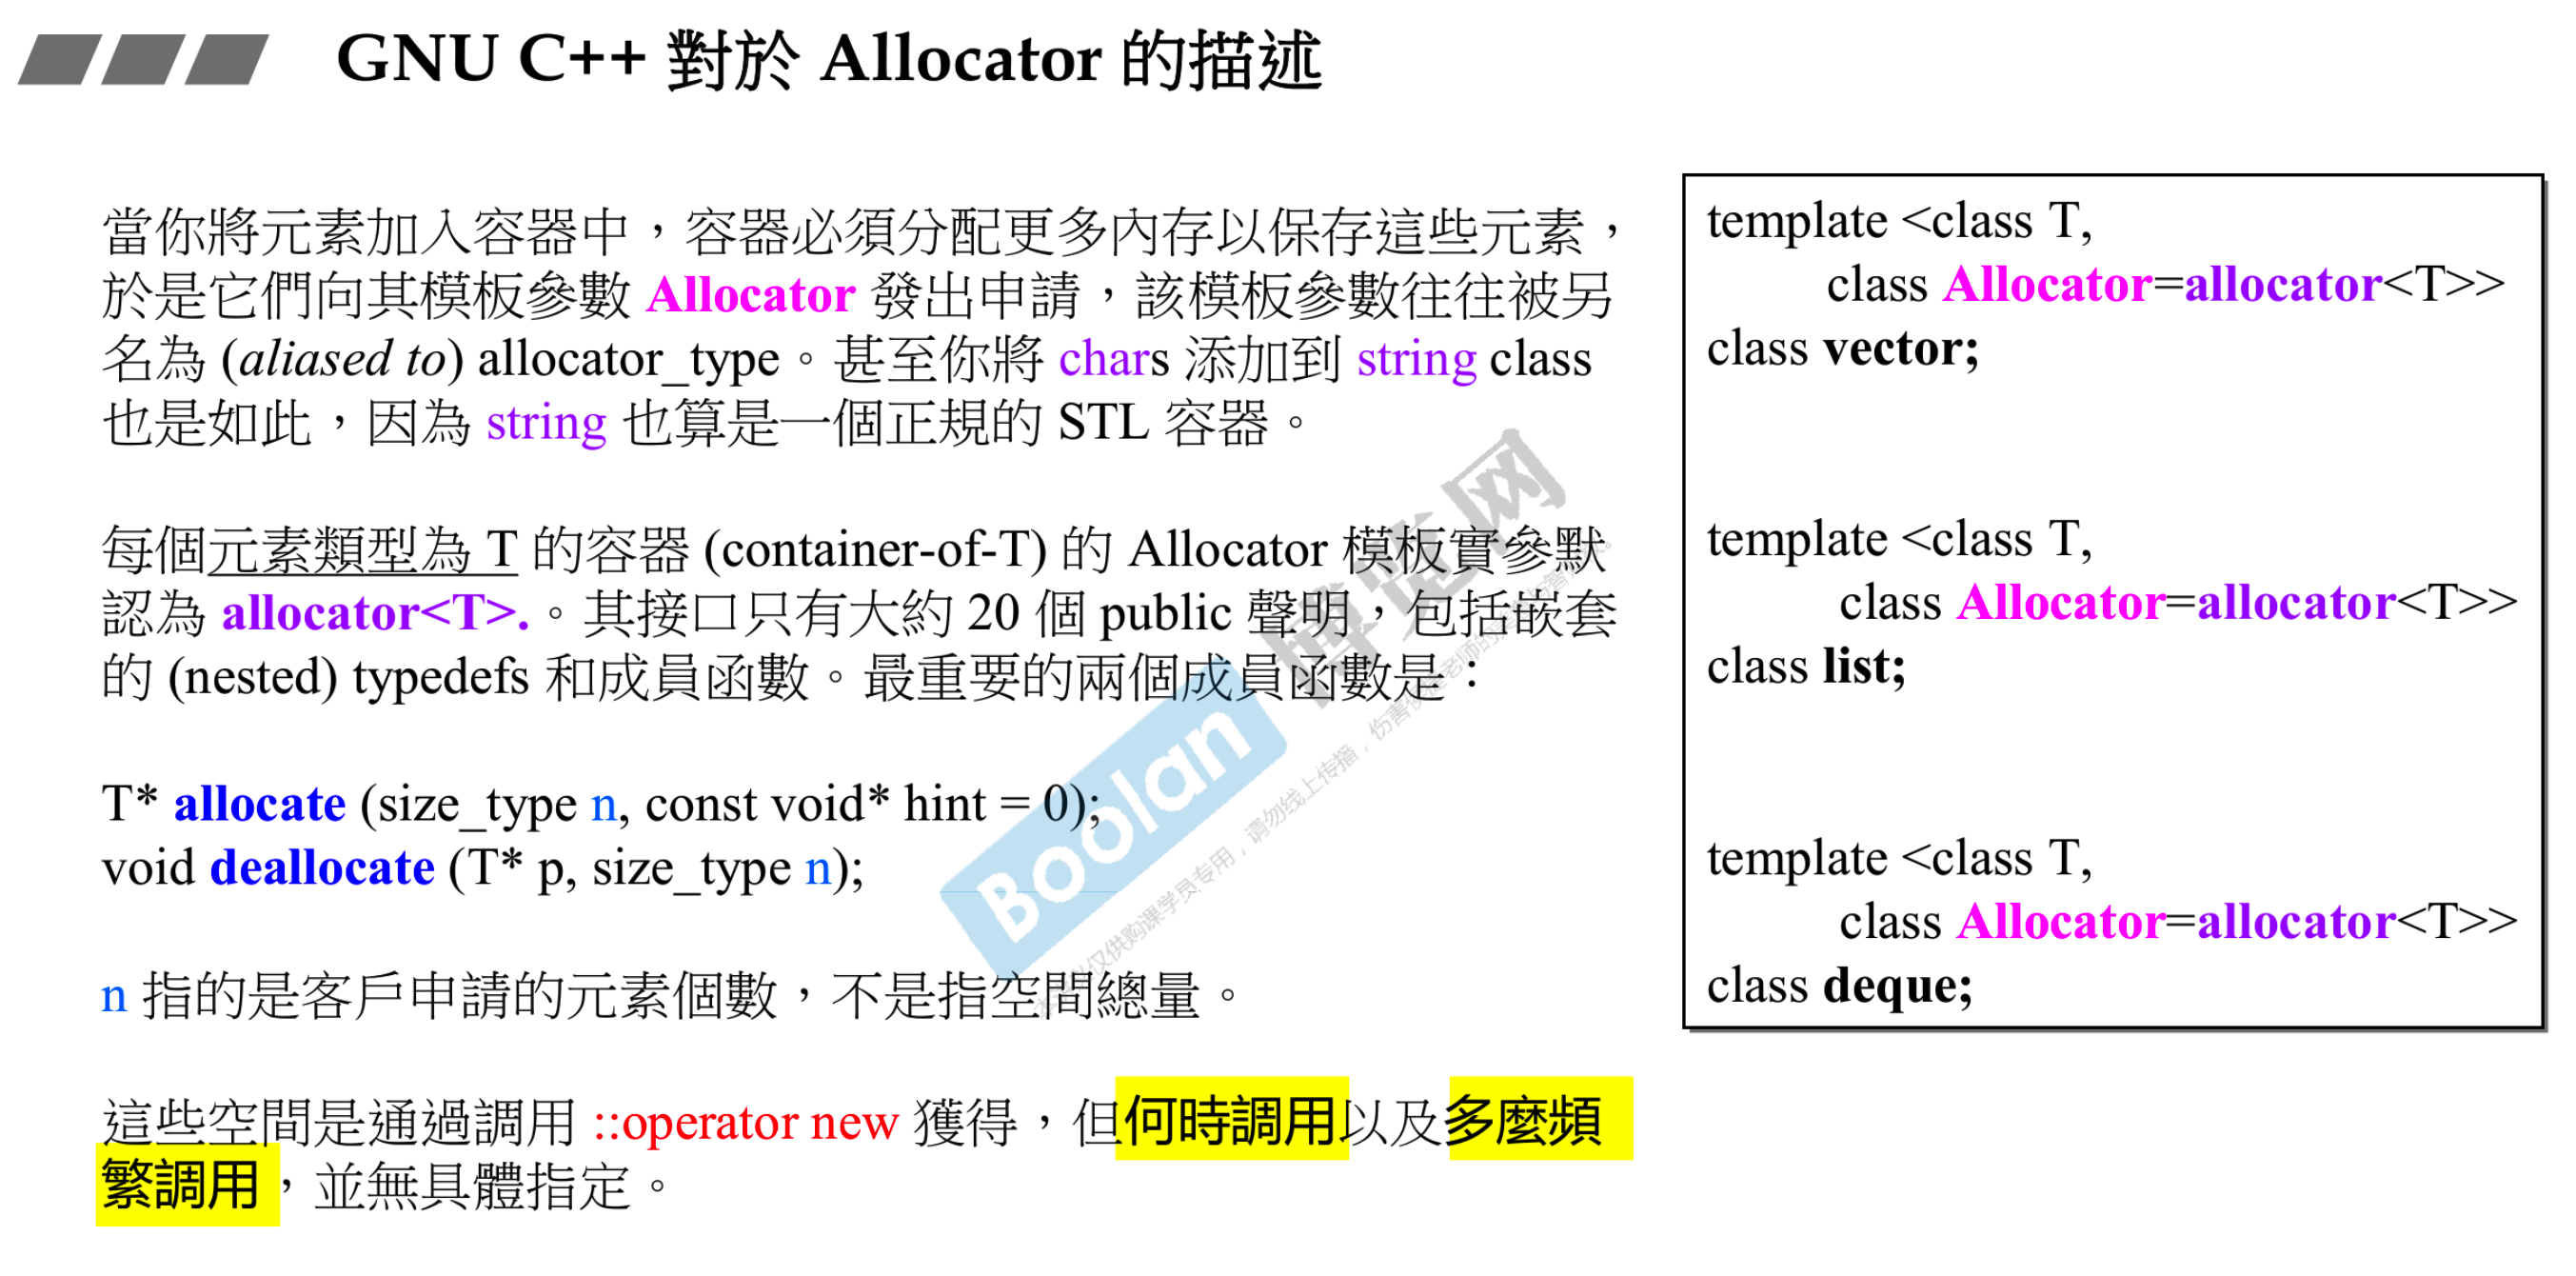 GNU C++ 對於 Allocator 的描述
當你將元素加入容器中，容器必須分配更多內存以保存這些元素，
於是它們向其模板參數 Allocator 發出申請，該模板參數往往被另
名為 (aliased to) allocator_type。甚至你將 chars 添加到 string class
也是如此，因為 string 也算是一個正規的 STL 容器。
每個元素類型為 T 的容器 (container-of-T) 的 Allocator 模板實參默
認為 allocator<T>.。其接口只有大約 20 個 public 聲明，包括嵌套
的 (nested) typedefs 和成員函數。最重要的兩個成員函數是：
T* allocate (size_type n, const void* hint = 0);
void deallocate (T* p, size_type n);
n 指的是客戶申請的元素個數，不是指空間總量。
這些空間是通過調用 ::operator new 獲得，但何時調用以及多麼頻
繁調用，並無具體指定。
template <class T,
class Allocator=allocator<T>>
class vector;
template <class T,
class Allocator=allocator<T>>
class list;
template <class T,
class Allocator=allocator<T>>
class deque;
Boolan 博览网
仅供购课学员专用，请勿线上传播，伤害